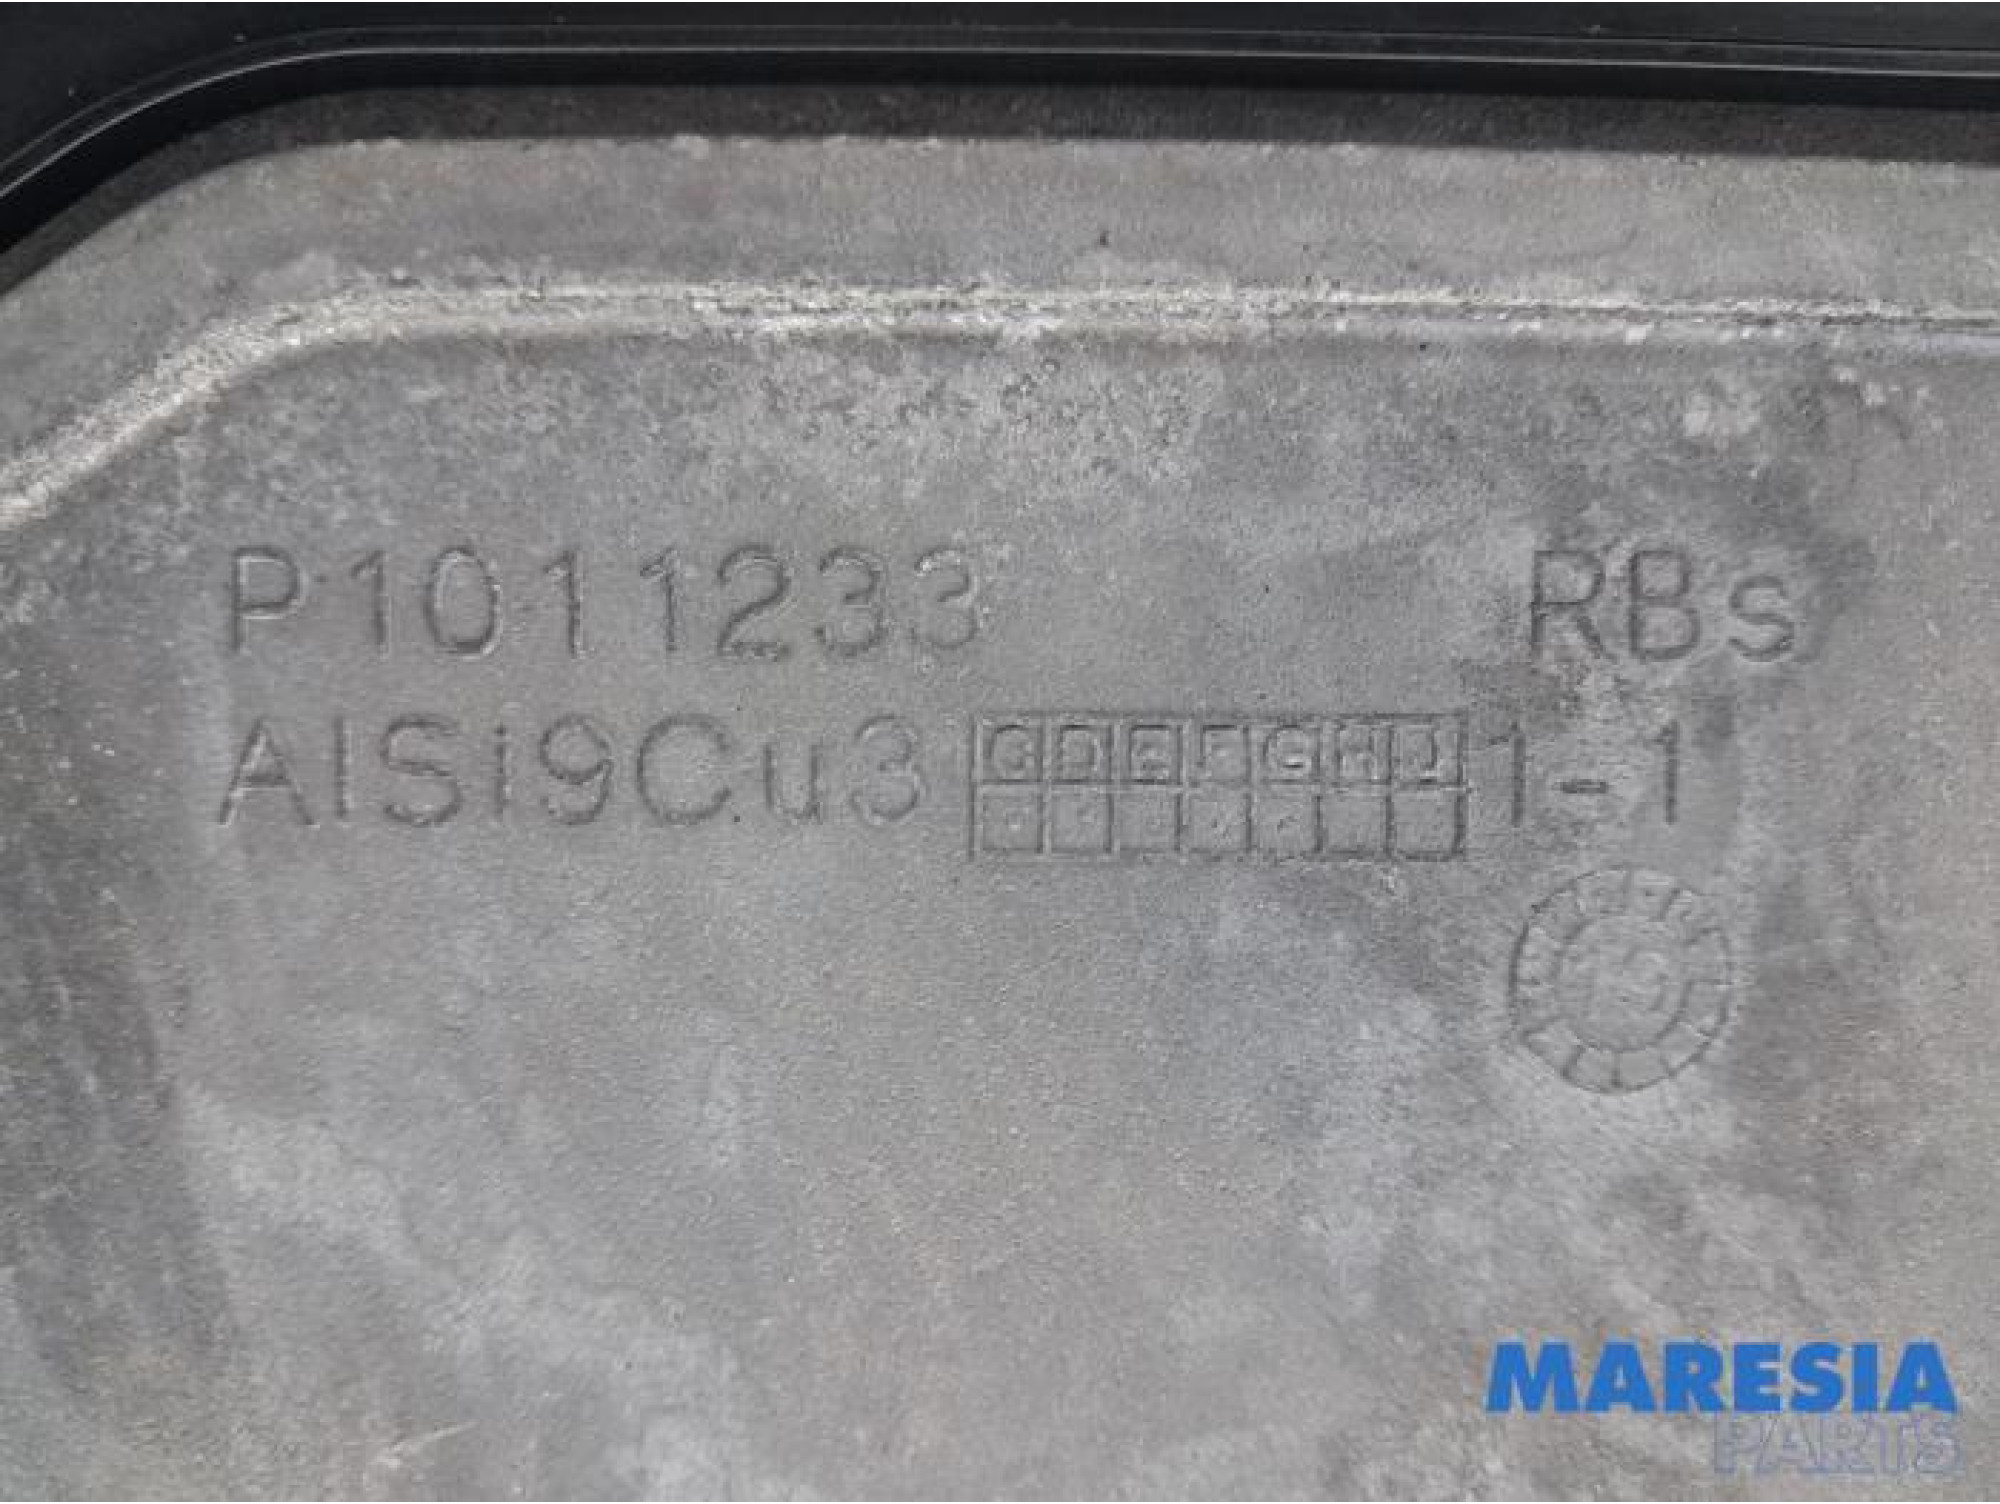 P1011233 RBs
AlSi9Cu3 C D E F G H J 1-1
MARESIA
PARTS